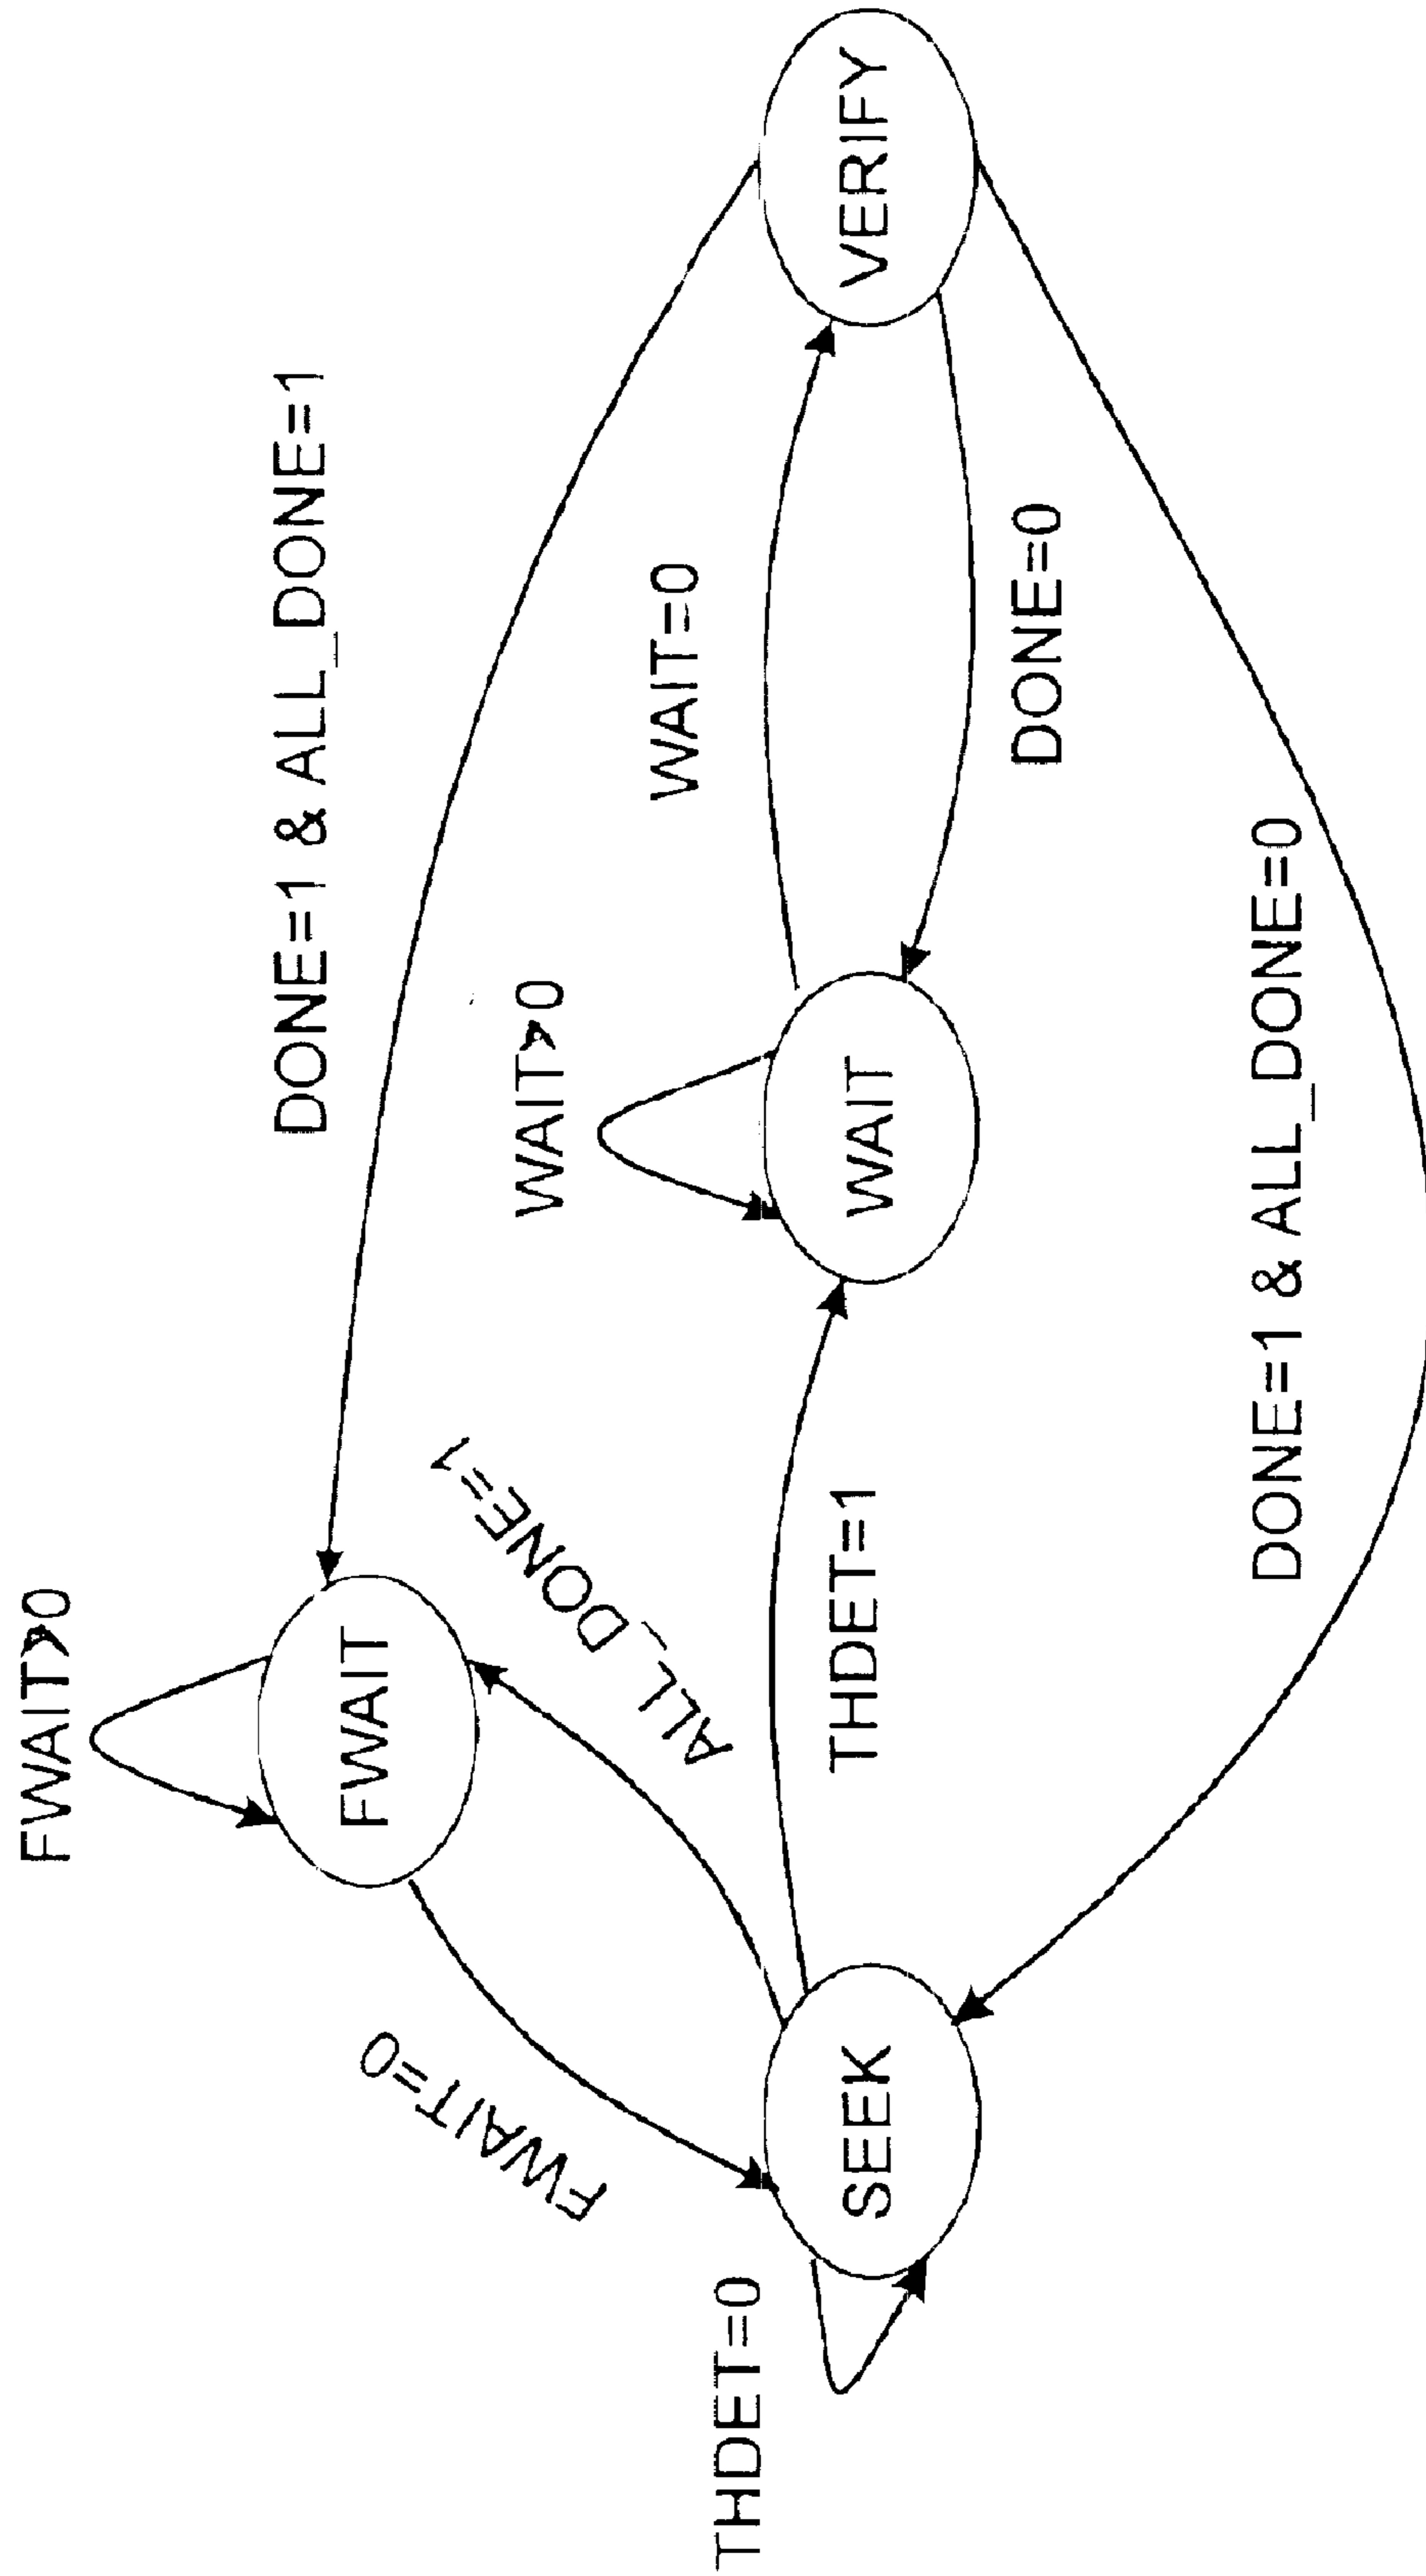 FWAIT>0
DONE=1 & ALL_DONE=1
FWAIT
FWAIT=0
ALL_DONE=1
WAIT>0
WAIT=0
THDET=0
SEEK
THDET=1
WAIT
VERIFY
DONE=0
DONE=1 & ALL_DONE=0